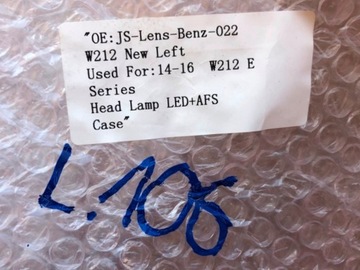 "OE:JS-Lens-Benz-022
W212 New Left
Used For:14-16 W212 E
Series
Head Lamp LED+AFS
Case"
L.106